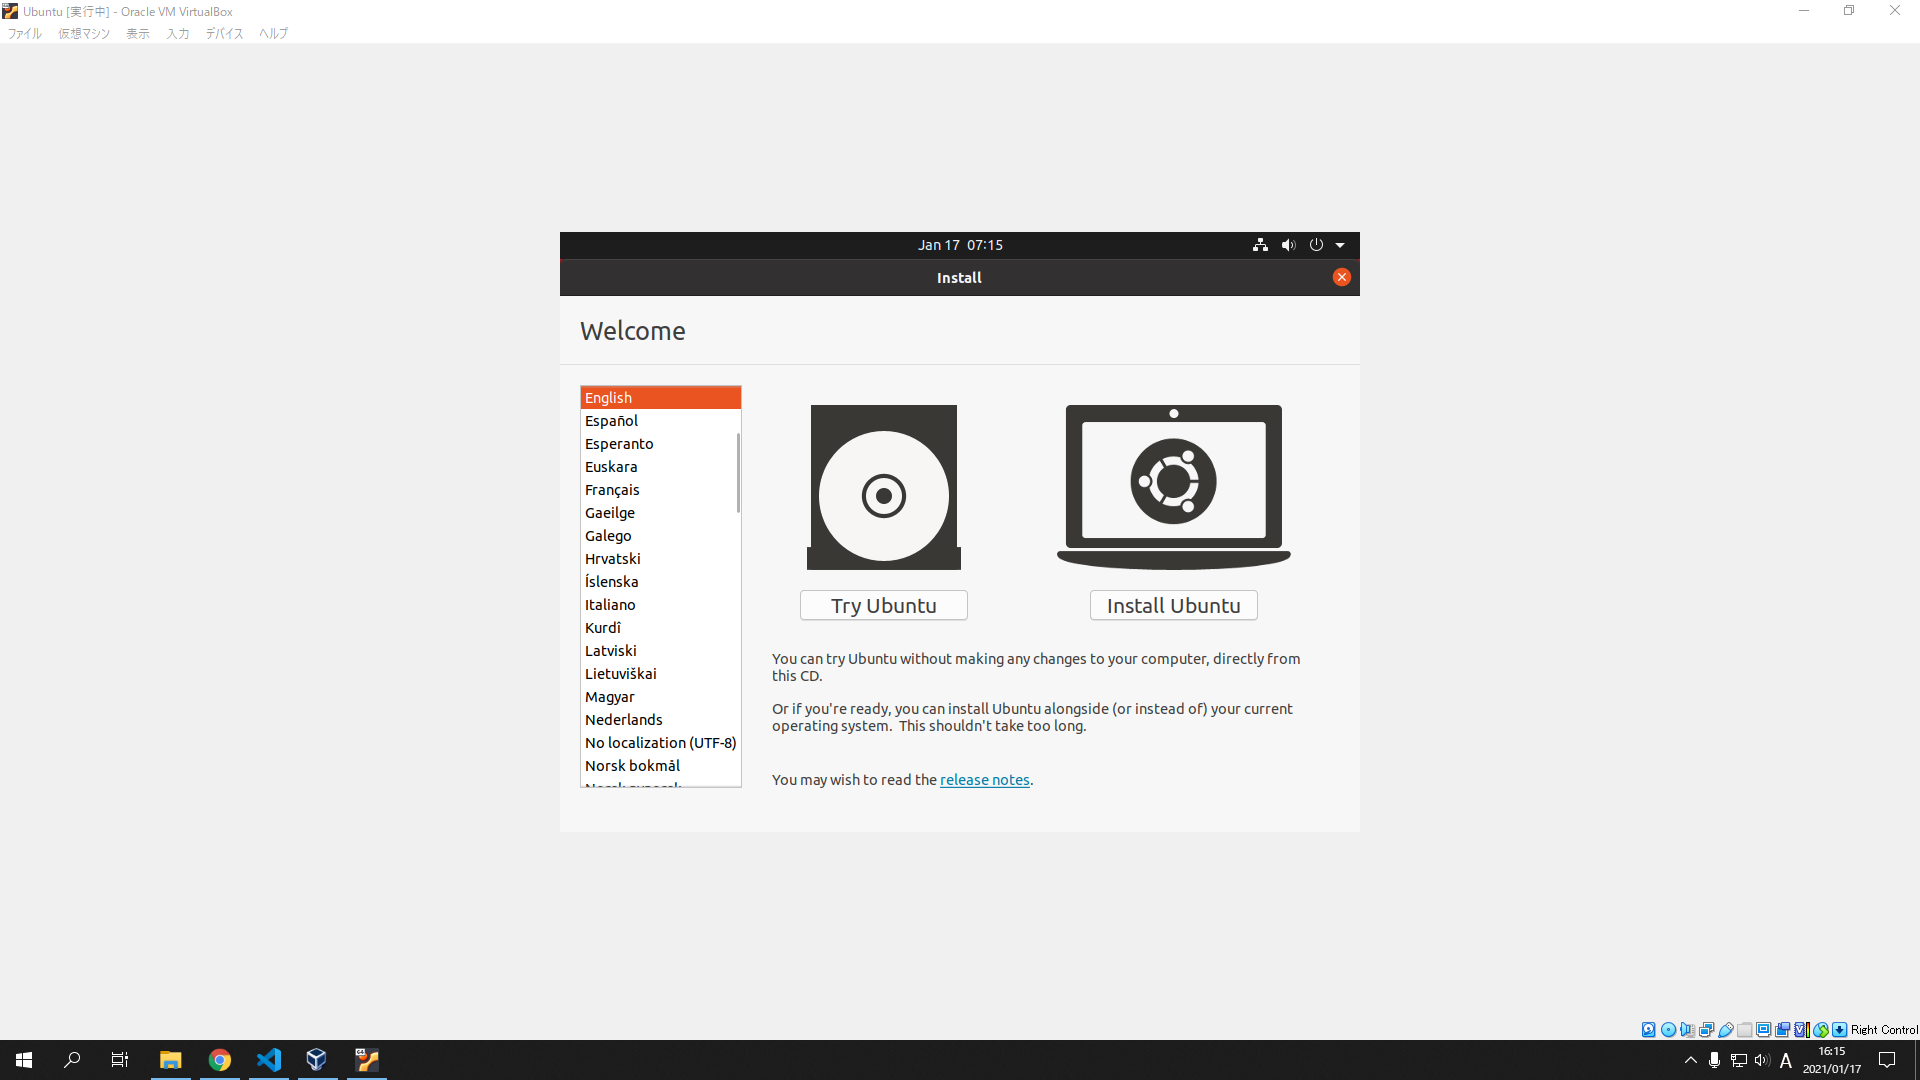 Ubuntu [実行中] - Oracle VM VirtualBox
ファイル 仮想マシン 表示 入力 デバイス ヘルプ
Jan 17 07:15
Install
Welcome
English
Español
Esperanto
Euskara
Français
Gaeilge
Galego
Hrvatski
Íslenska
Italiano
Kurdî
Latviski
Lietuviškai
Magyar
Nederlands
No localization (UTF-8)
Norsk bokmål
Try Ubuntu
Install Ubuntu
You can try Ubuntu without making any changes to your computer, directly from
this CD.
Or if you're ready, you can install Ubuntu alongside (or instead of) your current
operating system. This shouldn't take too long.
You may wish to read the release notes.
Right Control
A
16:15
2021/01/17